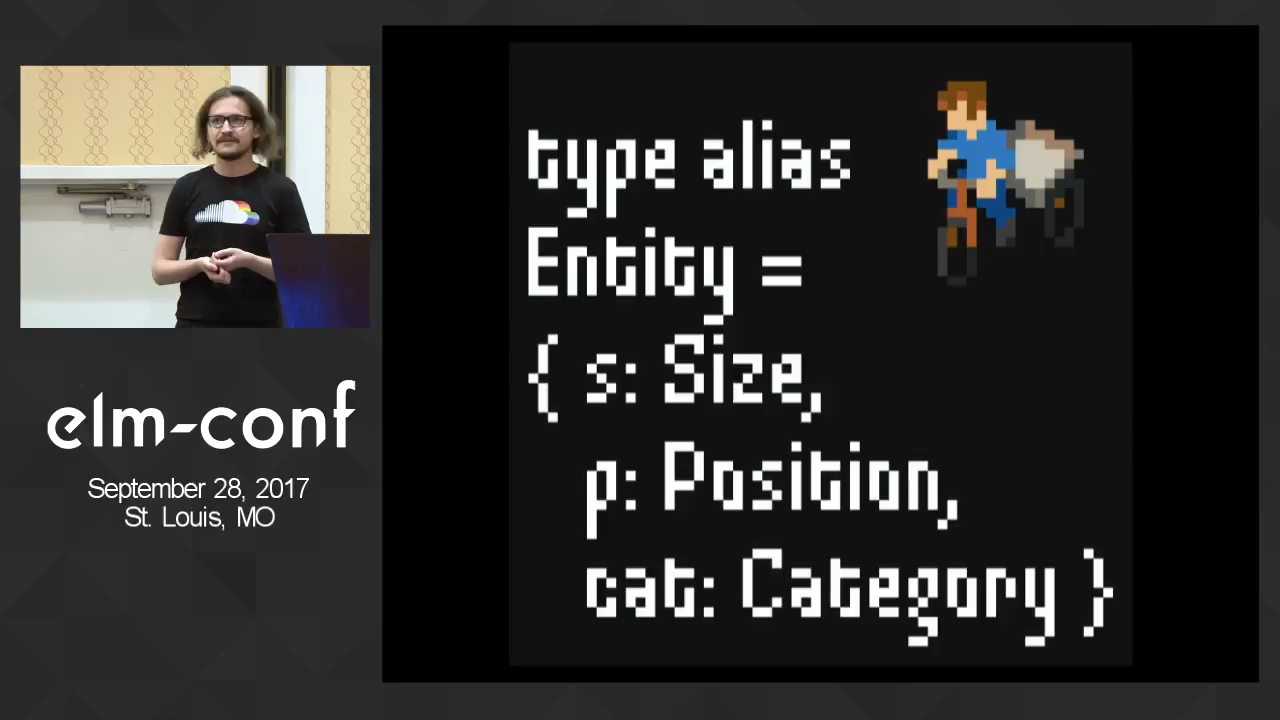 elm-conf
September 28, 2017
St. Louis, MO
type alias
Entity =
{ s: Size,
p: Position,
cat: Category }